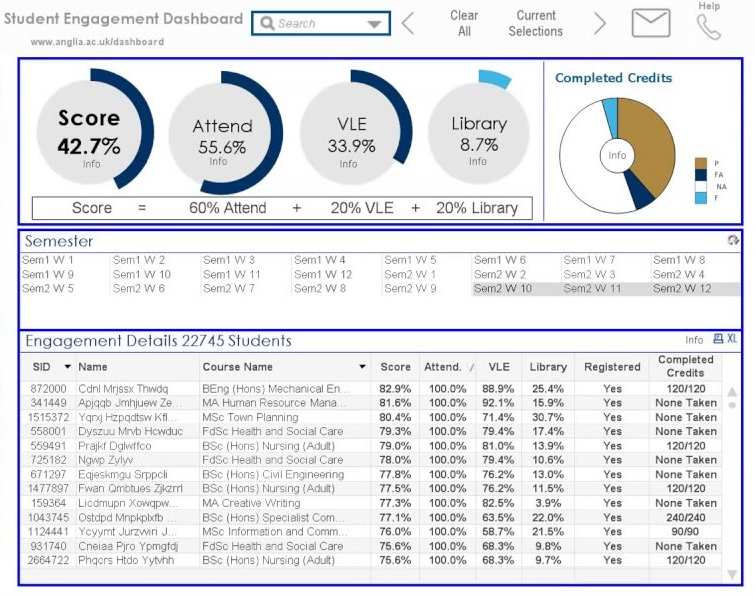 Student Engagement Dashboard
www.anglia.ac.uk/dashboard
Search
Clear All
Current Selections
Help
Score
42.7%
Info
Attend
55.6%
Info
VLE
33.9%
Info
Library
8.7%
Info
Score = 60% Attend + 20% VLE + 20% Library
Completed Credits
Info
P
FA
NA
F
Semester
Sem1 W 1 Sem1 W 2 Sem1 W 3 Sem1 W 4 Sem1 W 5 Sem1 W 6 Sem1 W 7 Sem1 W 8
Sem1 W 9 Sem1 W 10 Sem1 W 11 Sem1 W 12 Sem2 W 1 Sem2 W 2 Sem2 W 3 Sem2 W 4
Sem2 W 5 Sem2 W 6 Sem2 W 7 Sem2 W 8 Sem2 W 9 Sem2 W 10 Sem2 W 11 Sem2 W 12
Engagement Details 22745 Students Info XL
SID Name Course Name Score Attend. VLE Library Registered Completed Credits
872000 Cdnl Mrjssx Thwdq BEng (Hons) Mechanical En... 82.9% 100.0% 88.9% 25.4% Yes 120/120
341449 Apjqqb Jmhjuew Ze... MA Human Resource Mana... 81.6% 100.0% 92.1% 15.9% Yes None Taken
1515372 Yqnj Hzpqdtsw Kfl... MSc Town Planning 80.4% 100.0% 71.4% 30.7% Yes None Taken
558001 Dyszuu Mrvb Hcwduc FdSc Health and Social Care 79.3% 100.0% 79.4% 17.4% Yes None Taken
559491 Prajkf Dglwffco BSc (Hons) Nursing (Adult) 79.0% 100.0% 81.0% 13.9% Yes 120/120
725182 Ngwp Zylyv FdSc Health and Social Care 78.0% 100.0% 79.4% 10.6% Yes None Taken
671297 Eqjeskmgu Srppcli BSc (Hons) Civil Engineering 77.8% 100.0% 76.2% 13.0% Yes None Taken
1477897 Fwan Qmbtues Zjkzrrl BSc (Hons) Nursing (Adult) 77.5% 100.0% 76.2% 11.5% Yes 120/120
159364 Licdmupn Xowqpw... MA Creative Writing 77.3% 100.0% 82.5% 3.9% Yes None Taken
1043745 Ostdpd Mnpkplxfb ... BSc (Hons) Specialist Com... 77.1% 100.0% 63.5% 22.0% Yes 240/240
1124441 Ycyymt Jurzwiri J... MSc Information and Comm... 76.0% 100.0% 58.7% 21.5% Yes 90/90
931740 Cneiaa Pjro Ypmgfdj FdSc Health and Social Care 75.6% 100.0% 68.3% 9.8% Yes None Taken
2664722 Phqcrs Htdo Yytvhh BSc (Hons) Nursing (Adult) 75.6% 100.0% 68.3% 9.7% Yes 120/120